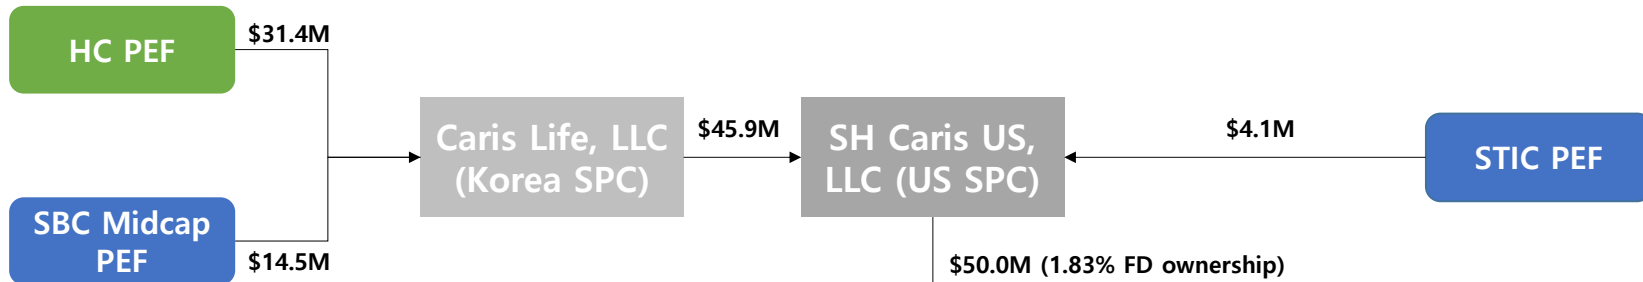 HC PEF
$31.4M
Caris Life, LLC
(Korea SPC)
$45.9M
SH Caris US,
LLC (US SPC)
$4.1M
STIC PEF
SBC Midcap
PEF
$14.5M
$50.0M (1.83% FD ownership)